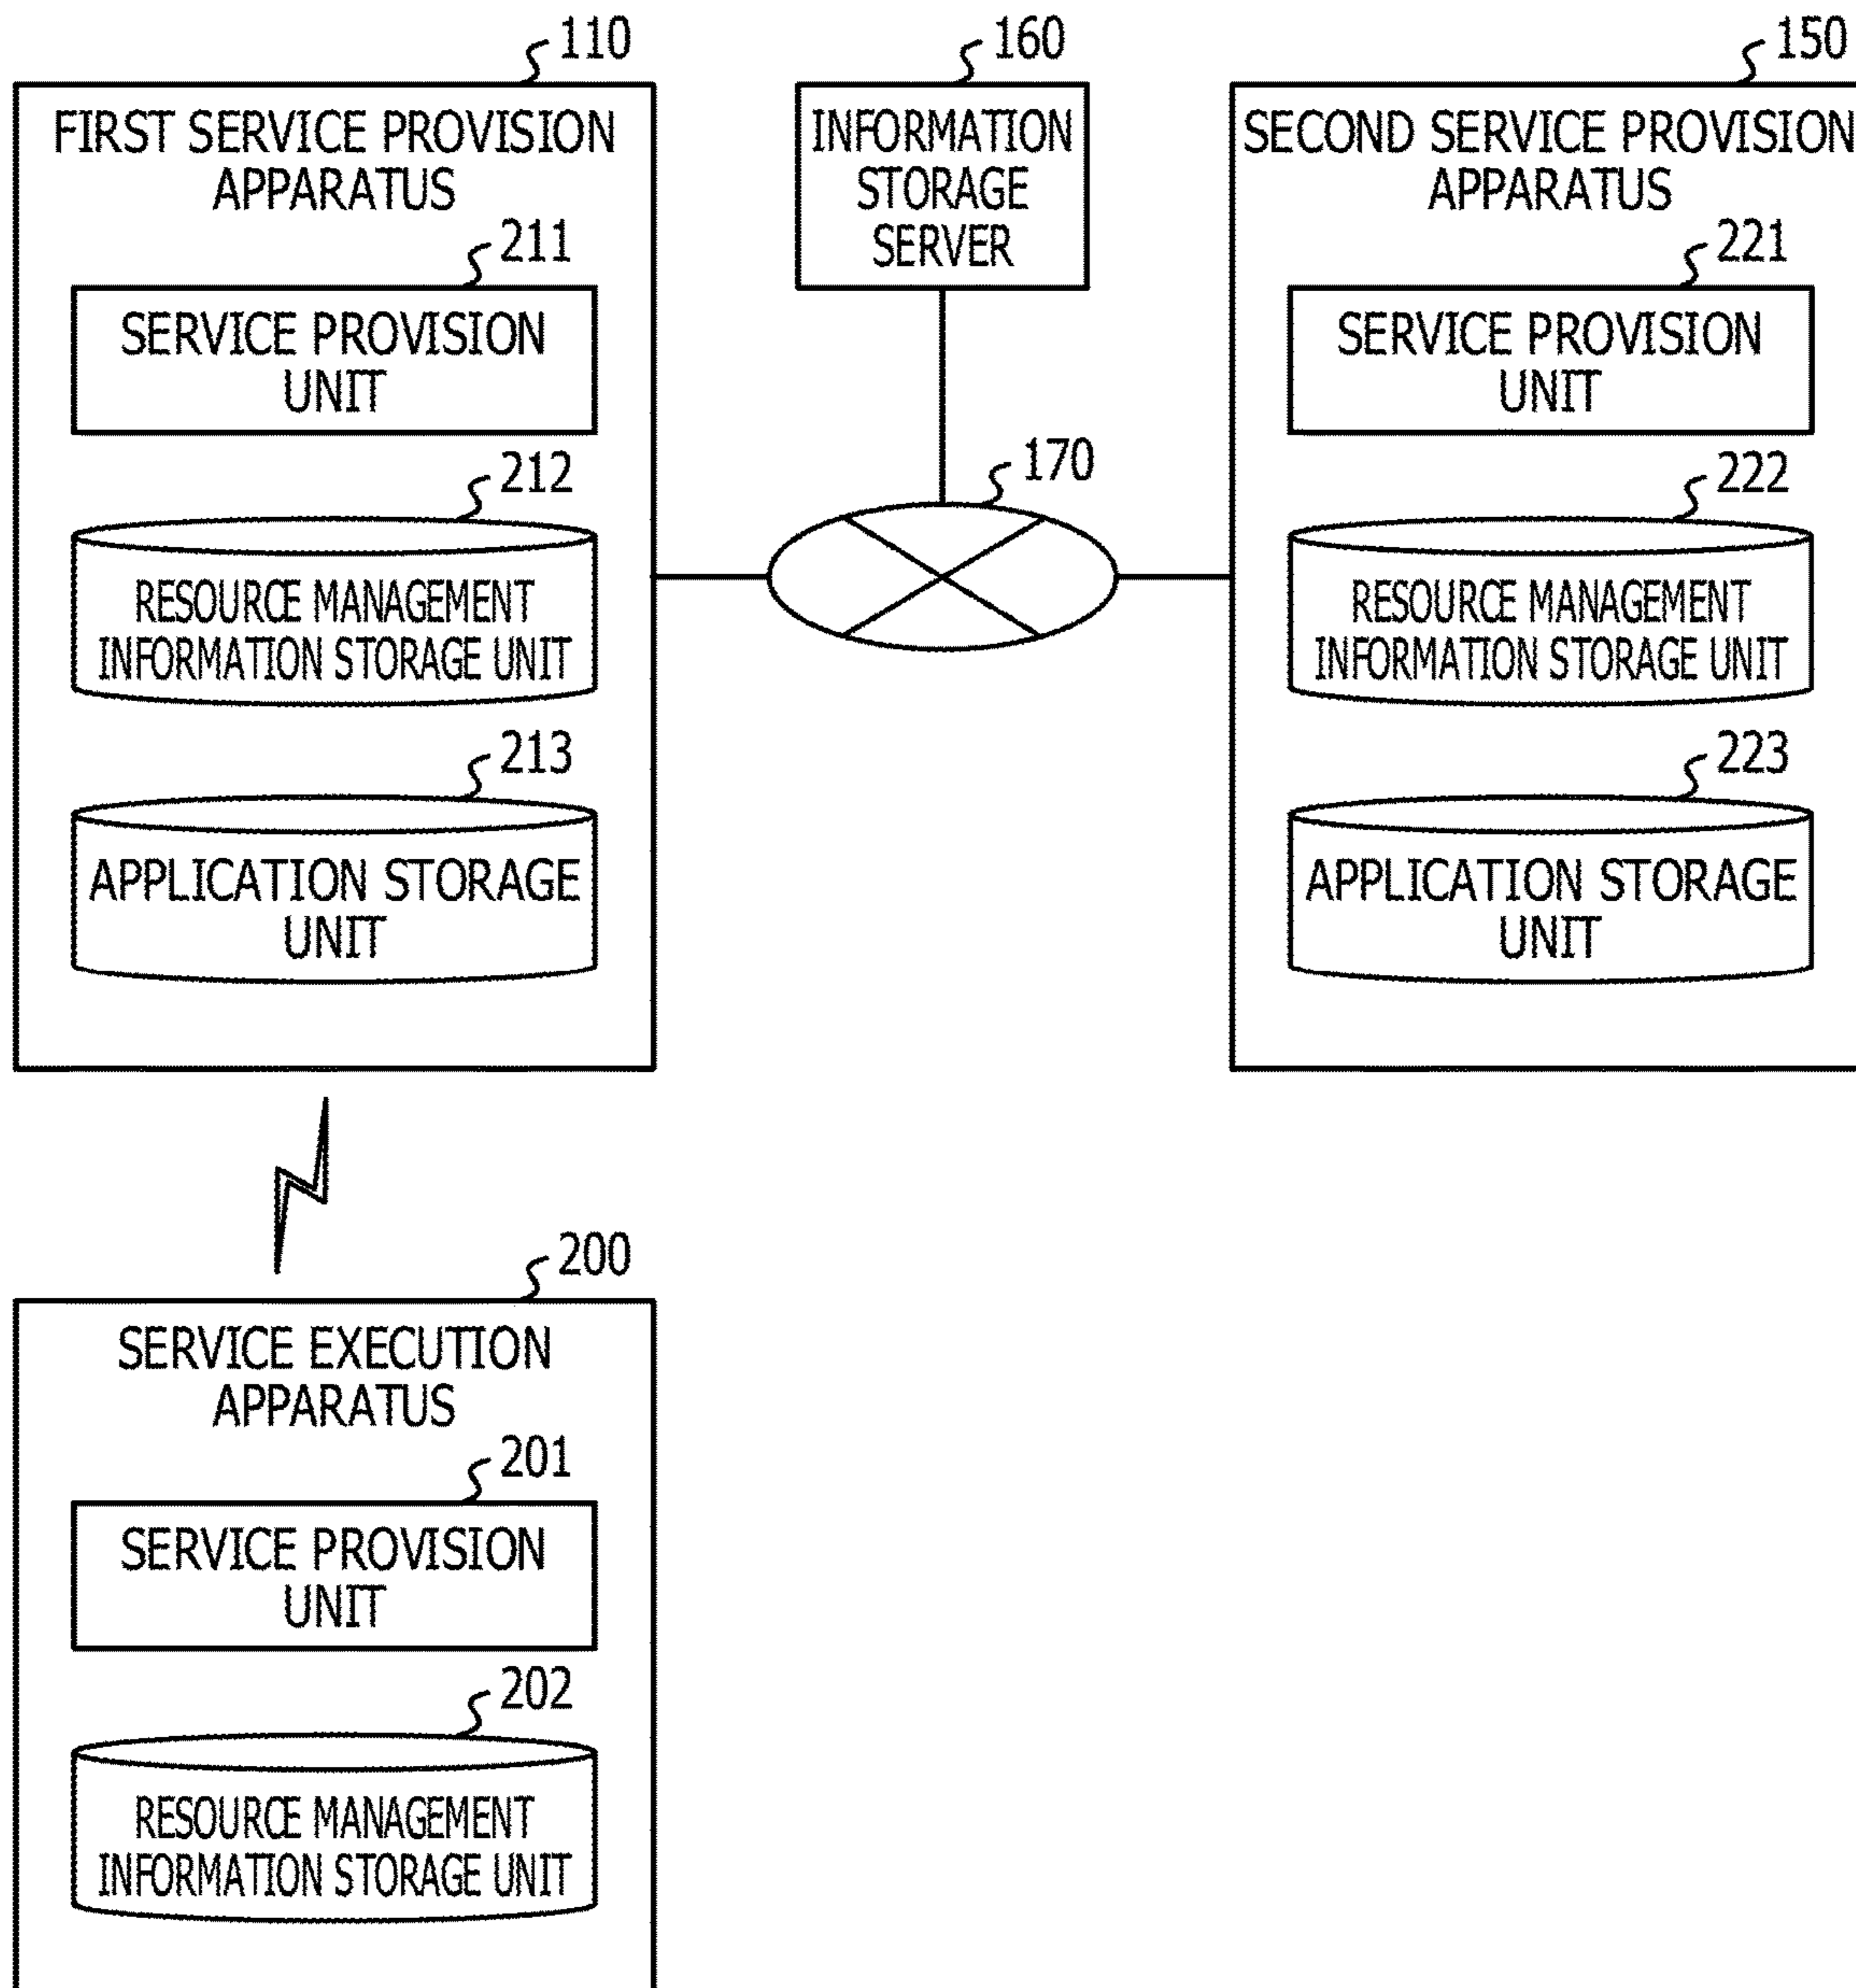 110
FIRST SERVICE PROVISION
APPARATUS
211
SERVICE PROVISION
UNIT
212
RESOURCE MANAGEMENT
INFORMATION STORAGE UNIT
213
APPLICATION STORAGE
UNIT
160
INFORMATION
STORAGE
SERVER
170
150
SECOND SERVICE PROVISION
APPARATUS
221
SERVICE PROVISION
UNIT
222
RESOURCE MANAGEMENT
INFORMATION STORAGE UNIT
223
APPLICATION STORAGE
UNIT
200
SERVICE EXECUTION
APPARATUS
201
SERVICE PROVISION
UNIT
202
RESOURCE MANAGEMENT
INFORMATION STORAGE UNIT